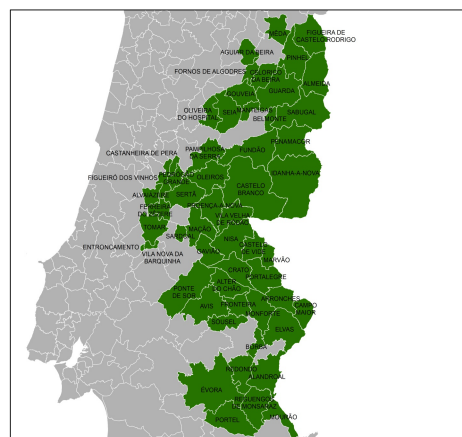 MÊDA
FIGUEIRA DE
CASTELO RODRIGO
AGUIAR DA BEIRA
PINHEL
FORNOS DE ALGODRES
CELORICO
DA BEIRA
ALMEIDA
GOUVEIA
GUARDA
OLIVEIRA
DO HOSPITAL
SEIA
MANTEIGAS
BELMONTE
SABUGAL
PENAMACOR
CASTANHEIRA DE PERA
PAMPILHOSA
DA SERRA
FUNDÃO
FIGUEIRÓ DOS VINHOS
PEDRÓGÃO
GRANDE
OLEIROS
IDANHA-A-NOVA
ALVAIÁZERE
SERTÃ
CASTELO
BRANCO
FERREIRA
DO ZÊZERE
PROENÇA-A-NOVA
VILA VELHA
DE RÓDÃO
TOMAR
MAÇÃO
SARDOAL
NISA
ENTRONCAMENTO
VILA NOVA DA
BARQUINHA
GAVIÃO
CASTELO
DE VIDE
MARVÃO
CRATO
PORTALEGRE
PONTE
DE SOR
ALTER
DO CHÃO
ARRONCHES
AVIS
FRONTEIRA
MONFORTE
CAMPO
MAIOR
SOUSEL
ELVAS
BORBA
REDONDO
ALANDROAL
ÉVORA
REGUENGOS
DE MONSARAZ
PORTEL
MOURÃO